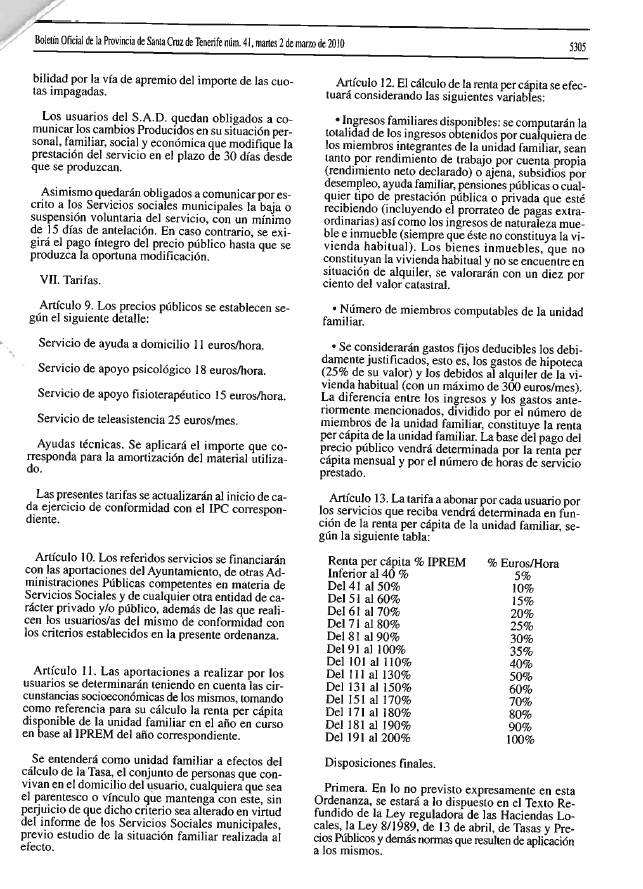 Boletín Oficial de la Provincia de Santa Cruz de Tenerife núm. 41, martes 2 de marzo de 2010
5305
bilidad por la vía de apremio del importe de las cuo-
tas impagadas.
Los usuarios del S.A.D. quedan obligados a co-
municar los cambios Producidos en su situación per-
sonal, familiar, social y económica que modifique la
prestación del servicio en el plazo de 30 días desde
que se produzcan.
Asimismo quedarán obligados a comunicar por es-
crito a los Servicios sociales municipales la baja o
suspensión voluntaria del servicio, con un mínimo
de 15 días de antelación. En caso contrario, se exi-
girá el pago íntegro del precio público hasta que se
produzca la oportuna modificación.
VII. Tarifas.
Artículo 9. Los precios públicos se establecen se-
gún el siguiente detalle:
Servicio de ayuda a domicilio 11 euros/hora.
Servicio de apoyo psicológico 18 euros/hora.
Servicio de apoyo fisioterapéutico 15 euros/hora.
Servicio de teleasistencia 25 euros/mes.
Ayudas técnicas. Se aplicará el importe que co-
rresponda para la amortización del material utiliza-
do.
Las presentes tarifas se actualizarán al inicio de ca-
da ejercicio de conformidad con el IPC correspon-
diente.
Artículo 10. Los referidos servicios se financiarán
con las aportaciones del Ayuntamiento, de otras Ad-
ministraciones Públicas competentes en materia de
Servicios Sociales y de cualquier otra entidad de ca-
rácter privado y/o público, además de las que reali-
cen los usuarios/as del mismo de conformidad con
los criterios establecidos en la presente ordenanza.
Artículo 11. Las aportaciones a realizar por los
usuarios se determinarán teniendo en cuenta las cir-
cunstancias socioeconómicas de los mismos, tomando
como referencia para su cálculo la renta per cápita
disponible de la unidad familiar en el año en curso
en base al IPREM del año correspondiente.
Se entenderá como unidad familiar a efectos del
cálculo de la Tasa, el conjunto de personas que con-
vivan en el domicilio del usuario, cualquiera que sea
el parentesco o vínculo que mantenga con este, sin
perjuicio de que dicho criterio sea alterado en virtud
del informe de los Servicios Sociales municipales,
previo estudio de la situación familiar realizada al
efecto.
Artículo 12. El cálculo de la renta per cápita se efec-
tuará considerando las siguientes variables:
• Ingresos familiares disponibles: se computarán la
totalidad de los ingresos obtenidos por cualquiera de
los miembros integrantes de la unidad familiar, sean
tanto por rendimiento de trabajo por cuenta propia
(rendimiento neto declarado) o ajena, subsidios por
desempleo, ayuda familiar, pensiones públicas o cual-
quier tipo de prestación pública o privada que esté
recibiendo (incluyendo el prorrateo de pagas extra-
ordinarias) así como los ingresos de naturaleza mue-
ble e inmueble (siempre que éste no constituya la vi-
vienda habitual). Los bienes inmuebles, que no
constituyan la vivienda habitual y no se encuentre en
situación de alquiler, se valorarán con un diez por
ciento del valor catastral.
• Número de miembros computables de la unidad
familiar.
• Se considerarán gastos fijos deducibles los debi-
damente justificados, esto es, los gastos de hipoteca
(25% de su valor) y los debidos al alquiler de la vi-
vienda habitual (con un máximo de 300 euros/mes).
La diferencia entre los ingresos y los gastos ante-
riormente mencionados, dividido por el número de
miembros de la unidad familiar, constituye la renta
per cápita de la unidad familiar. La base del pago del
precio público vendrá determinada por la renta per
cápita mensual y por el número de horas de servicio
prestado.
Artículo 13. La tarifa a abonar por cada usuario por
los servicios que reciba vendrá determinada en fun-
ción de la renta per cápita de la unidad familiar, se-
gún la siguiente tabla:
Renta per cápita % IPREM % Euros/Hora
Inferior al 40 % 5%
Del 41 al 50% 10%
Del 51 al 60% 15%
Del 61 al 70% 20%
Del 71 al 80% 25%
Del 81 al 90% 30%
Del 91 al 100% 35%
Del 101 al 110% 40%
Del 111 al 130% 50%
Del 131 al 150% 60%
Del 151 al 170% 70%
Del 171 al 180% 80%
Del 181 al 190% 90%
Del 191 al 200% 100%
Disposiciones finales.
Primera. En lo no previsto expresamente en esta
Ordenanza, se estará a lo dispuesto en el Texto Re-
fundido de la Ley reguladora de las Haciendas Lo-
cales, la Ley 8/1989, de 13 de abril, de Tasas y Pre-
cios Públicos y demás normas que resulten de aplicación
a los mismos.